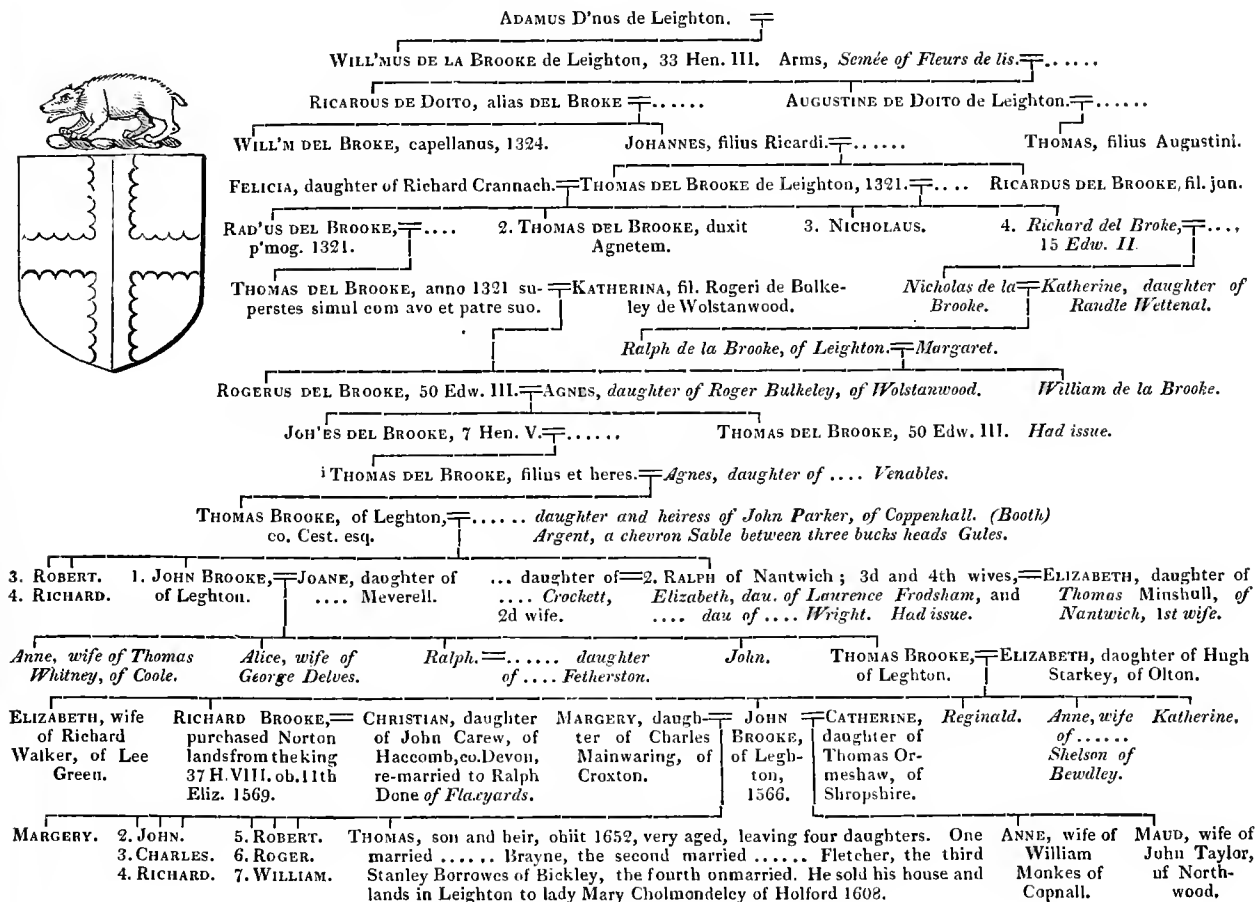 ADAMUS D'nus de Leighton.
WILL'MUS DE LA BROOKE de Leighton, 33 Hen. III. Arms, Semée of Fleurs de lis. ......
RICARDUS DE DOITO, alias DEL BROKE ......
AUGUSTINE DE DOITO de Leighton. ......
WILL'M DEL BROKE, capellanus, 1324.
JOHANNES, filius Ricardi. ......
THOMAS, filius Augustini.
FELICIA, daughter of Richard Crannach.
THOMAS DEL BROOKE de Leighton, 1321. ....
RICARDUS DEL BROOKE, fil. jun.
RAD'US DEL BROOKE, ....
p'mog. 1321.
2. THOMAS DEL BROOKE, duxit
Agnetem.
3. NICHOLAUS.
4. Richard del Broke, ....,
15 Edw. II.
THOMAS DEL BROOKE, anno 1321 su-
perstes simul com avo et patre suo.
KATHERINA, fil. Rogeri de Bulke-
ley de Wolstanwood.
Nicholas de la
Brooke.
Katherine, daughter of
Randle Wettenal.
Ralph de la Brooke, of Leighton.
Margaret.
ROGERUS DEL BROOKE, 50 Edw. III.
AGNES, daughter of Roger Bulkeley, of Wolstanwood.
William de la Brooke.
JOH'ES DEL BROOKE, 7 Hen. V. ......
THOMAS DEL BROOKE, 50 Edw. III. Had issue.
i THOMAS DEL BROOKE, filius et heres.
Agnes, daughter of .... Venables.
THOMAS BROOKE, of Leghton,
co. Cest. esq.
...... daughter and heiress of John Parker, of Coppenhall. (Booth)
Argent, a chevron Sable between three bucks heads Gules.
3. ROBERT.
4. RICHARD.
1. JOHN BROOKE,
of Leghton.
JOANE, daughter of
.... Meverell.
... daughter of
.... Crockett,
2d wife.
2. RALPH of Nantwich; 3d and 4th wives,
Elizabeth, dau. of Laurence Frodsham, and
.... dau of .... Wright. Had issue.
ELIZABETH, daughter of
Thomas Minshull, of
Nantwich, 1st wife.
Anne, wife of Thomas
Whitney, of Coole.
Alice, wife of
George Delves.
Ralph. ...... daughter
of .... Fetherston.
John.
THOMAS BROOKE,
of Leghton.
ELIZABETH, daughter of Hugh
Starkey, of Olton.
ELIZABETH, wife
of Richard
Walker, of Lee
Green.
RICHARD BROOKE,
purchased Norton
lands from the king
37 H.VIII. ob. 11th
Eliz. 1569.
CHRISTIAN, daughter
of John Carew, of
Haccomb, co. Devon,
re-married to Ralph
Done of Flaxyards.
MARGERY, daugh-
ter of Charles
Mainwaring, of
Croxton.
JOHN
BROOKE,
of Legh-
ton,
1566.
CATHERINE,
daughter of
Thomas Or-
meshaw, of
Shropshire.
Reginald.
Anne, wife
of ......
Shelson of
Bewdley.
Katherine.
MARGERY.
2. JOHN.
3. CHARLES.
4. RICHARD.
5. ROBERT.
6. ROGER.
7. WILLIAM.
THOMAS, son and heir, obiit 1652, very aged, leaving four daughters. One
married ...... Brayne, the second married ...... Fletcher, the third
Stanley Borrowes of Bickley, the fourth unmarried. He sold his house and
lands in Leighton to lady Mary Cholmondeley of Holford 1608.
ANNE, wife of
William
Monkes of
Copnall.
MAUD, wife of
John Taylor,
of North-
wood.